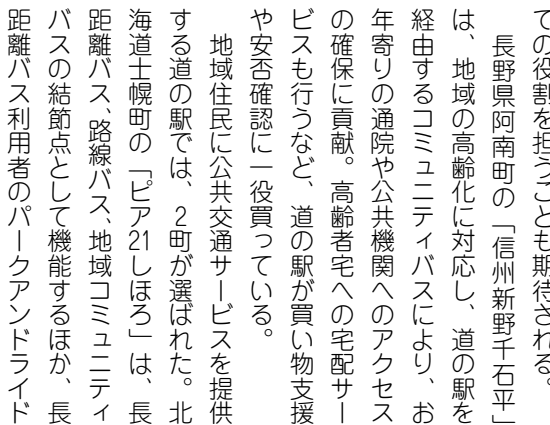 ての役割を担うことも期待される。
　長野県阿南町の「信州新野千石平」
は、地域の高齢化に対応し、道の駅を
経由するコミュニティバスにより、お
年寄りの通院や公共機関へのアクセス
の確保に貢献。高齢者宅への宅配サー
ビスも行うなど、道の駅が買い物支援
や安否確認に一役買っている。
　地域住民に公共交通サービスを提供
する道の駅では、2町が選ばれた。北
海道士幌町の「ピア21しほろ」は、長
距離バス、路線バス、地域コミュニティ
バスの結節点として機能するほか、長
距離バス利用者のパークアンドライド